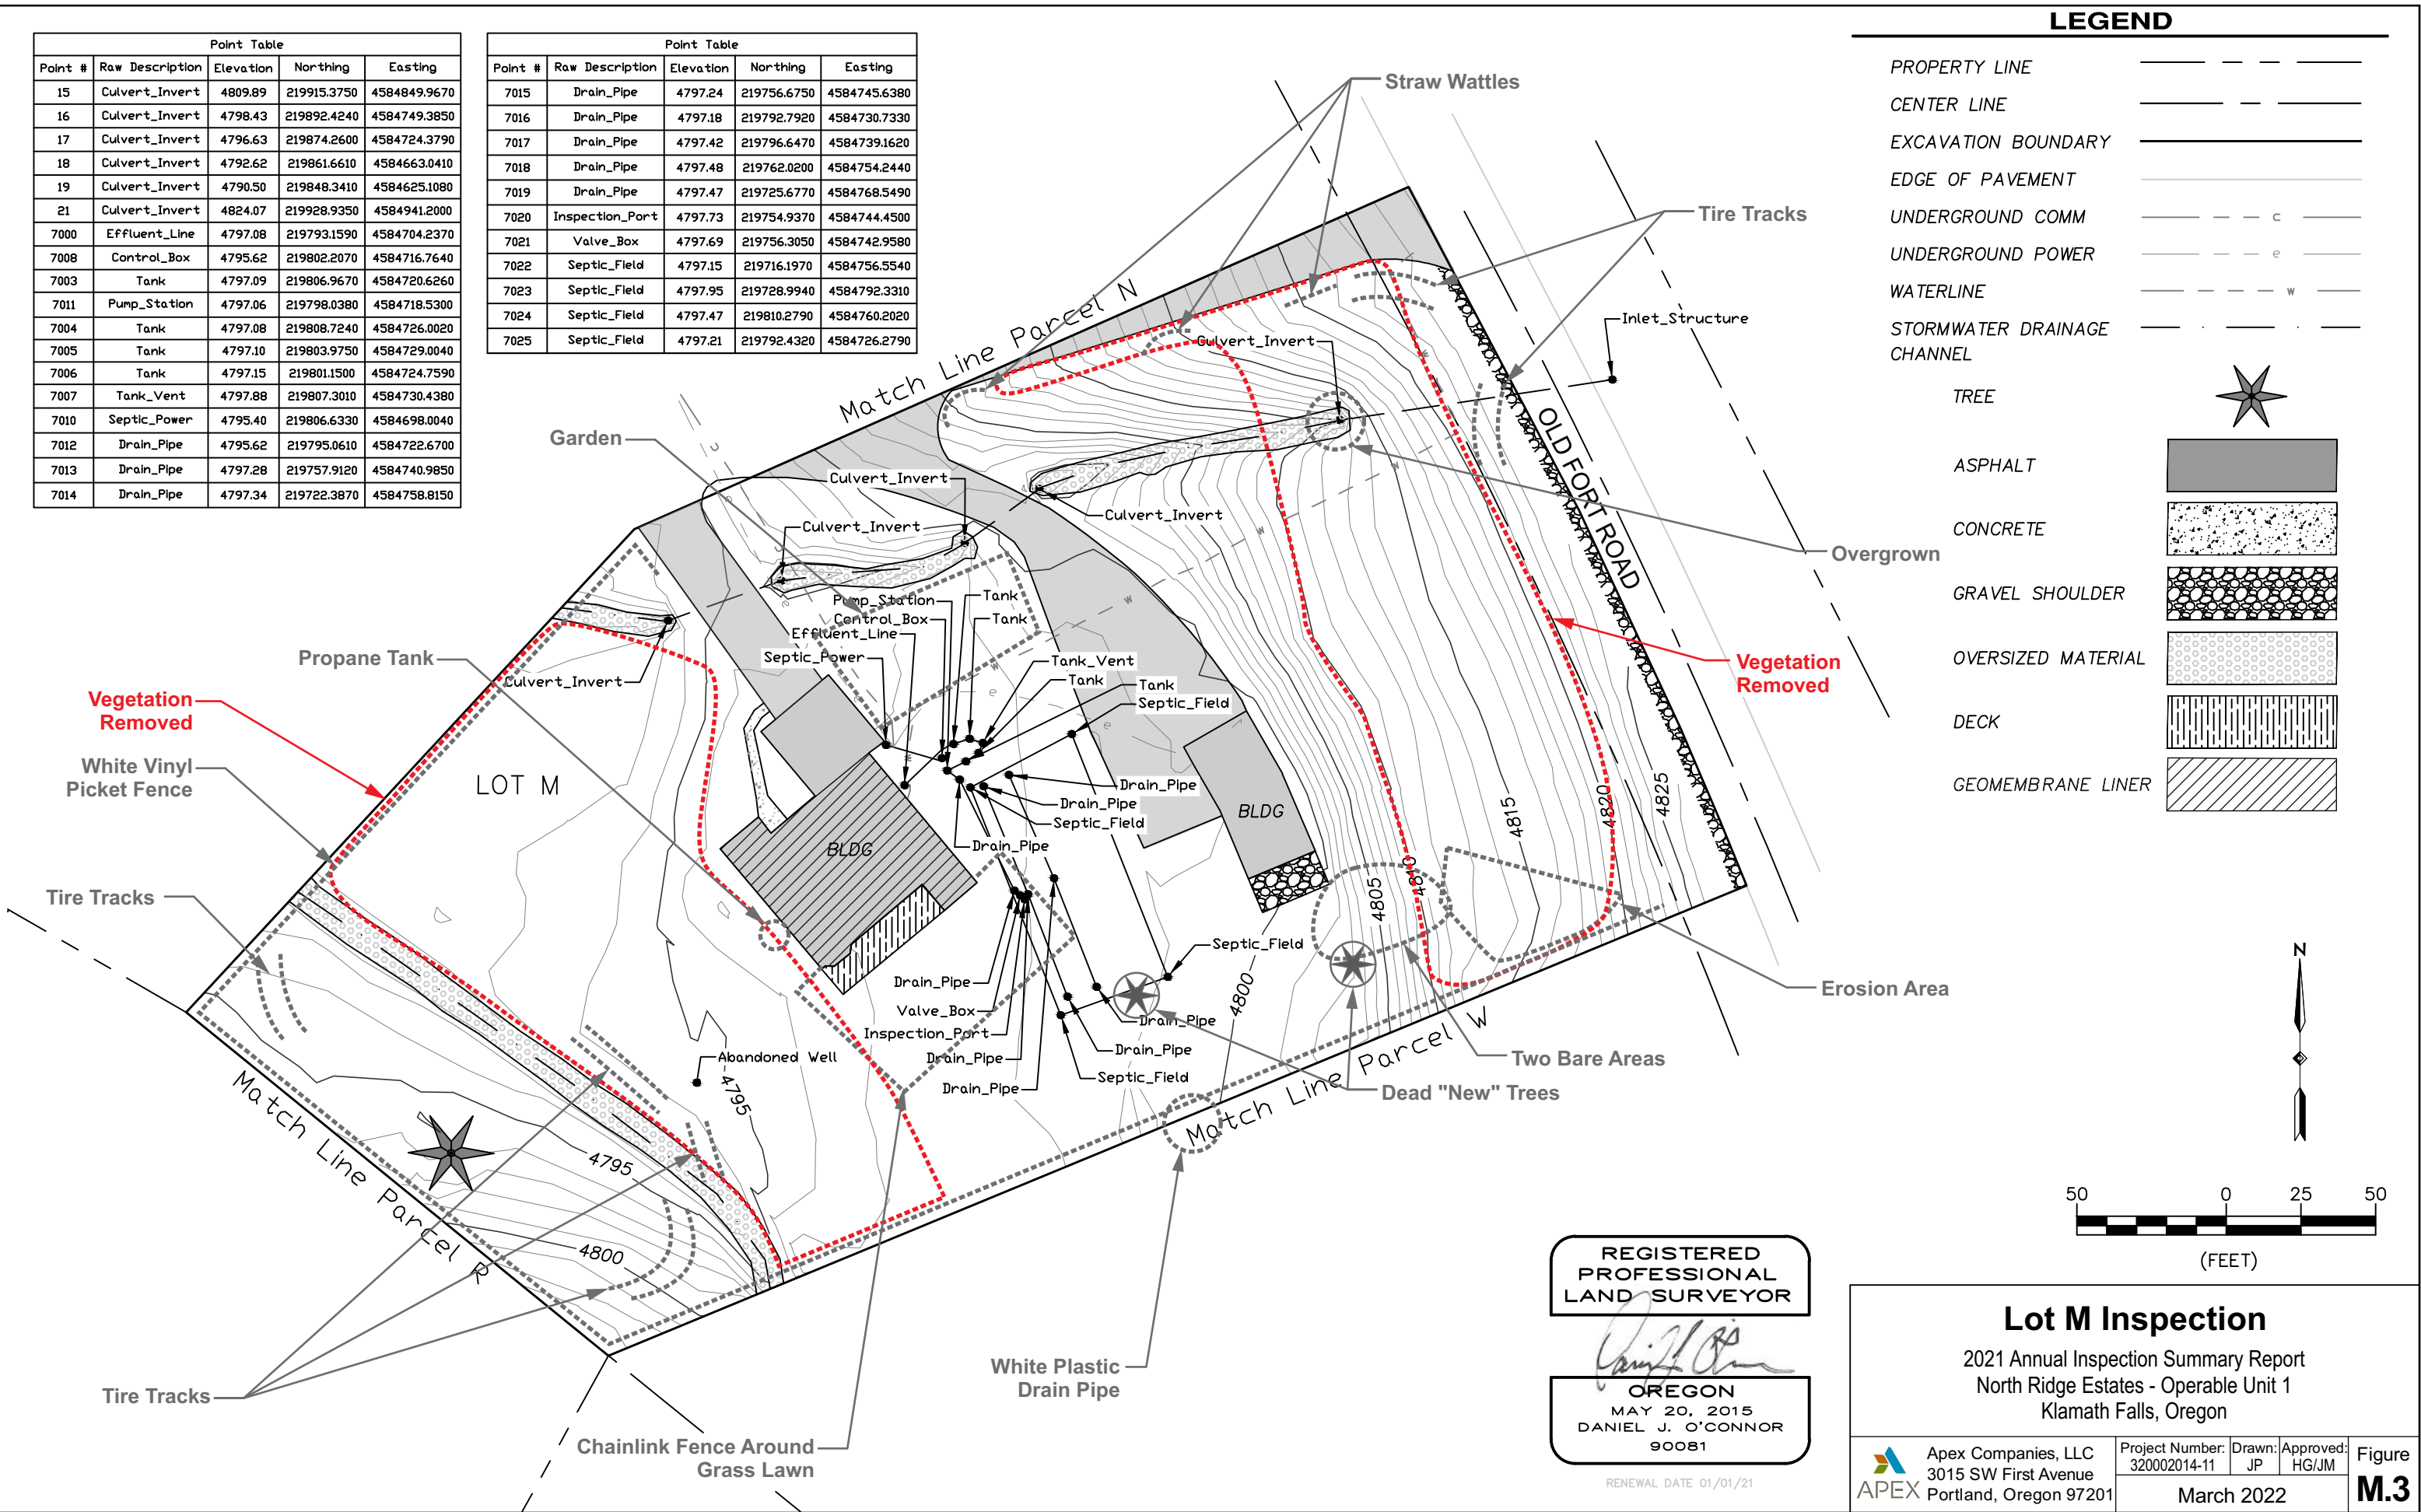 Point Table
Point # Raw Description Elevation Northing Easting
15 Culvert_Invert 4809.89 219915.3750 4584849.9670
16 Culvert_Invert 4798.43 219892.4240 4584749.3850
17 Culvert_Invert 4796.63 219874.2600 4584724.3790
18 Culvert_Invert 4792.62 219861.6610 4584663.0410
19 Culvert_Invert 4790.50 219848.3410 4584625.1080
21 Culvert_Invert 4824.07 219928.9350 4584941.2000
7000 Effluent_Line 4797.08 219793.1590 4584704.2370
7008 Control_Box 4795.62 219802.2070 4584716.7640
7003 Tank 4797.09 219806.9670 4584720.6260
7011 Pump_Station 4797.06 219798.0380 4584718.5300
7004 Tank 4797.08 219808.7240 4584726.0020
7005 Tank 4797.10 219803.9750 4584729.0040
7006 Tank 4797.15 219801.1500 4584724.7590
7007 Tank_Vent 4797.88 219807.3010 4584730.4380
7010 Septic_Power 4795.40 219806.6330 4584698.0040
7012 Drain_Pipe 4795.62 219795.0610 4584722.6700
7013 Drain_Pipe 4797.28 219757.9120 4584740.9850
7014 Drain_Pipe 4797.34 219722.3870 4584758.8150
Point Table
Point # Raw Description Elevation Northing Easting
7015 Drain_Pipe 4797.24 219756.6750 4584745.6380
7016 Drain_Pipe 4797.18 219792.7920 4584730.7330
7017 Drain_Pipe 4797.42 219796.6470 4584739.1620
7018 Drain_Pipe 4797.48 219762.0200 4584754.2440
7019 Drain_Pipe 4797.47 219725.6770 4584768.5490
7020 Inspection_Port 4797.73 219754.9370 4584744.4500
7021 Valve_Box 4797.69 219756.3050 4584742.9580
7022 Septic_Field 4797.15 219716.1970 4584756.5540
7023 Septic_Field 4797.95 219728.9940 4584792.3310
7024 Septic_Field 4797.47 219810.2790 4584760.2020
7025 Septic_Field 4797.21 219792.4320 4584726.2790
Straw Wattles
Tire Tracks
Match Line Parcel N
Inlet_Structure
Culvert_Invert
Garden
Culvert_Invert
Culvert_Invert
Culvert_Invert
OLD FORT ROAD
Overgrown
Pump_Station
Tank
Control_Box
Tank
Effluent_Line
Septic_Power
Tank_Vent
Tank
Tank
Septic_Field
Propane Tank
Culvert_Invert
Vegetation
Removed
Vegetation
Removed
White Vinyl
Picket Fence
LOT M
BLDG
BLDG
Drain_Pipe
Drain_Pipe
Septic_Field
Drain_Pipe
4805
4810
4815
4820
4825
Tire Tracks
Septic_Field
Drain_Pipe
Valve_Box
Inspection_Port
Drain_Pipe
Drain_Pipe
Drain_Pipe
Drain_Pipe
Septic_Field
4800
Erosion Area
Two Bare Areas
Dead "New" Trees
Match Line Parcel W
Abandoned Well
4795
4795
4800
Match Line Parcel R
Tire Tracks
White Plastic
Drain Pipe
Chainlink Fence Around
Grass Lawn
LEGEND
PROPERTY LINE
CENTER LINE
EXCAVATION BOUNDARY
EDGE OF PAVEMENT
UNDERGROUND COMM c
UNDERGROUND POWER e
WATERLINE w
STORMWATER DRAINAGE
CHANNEL
TREE
ASPHALT
CONCRETE
GRAVEL SHOULDER
OVERSIZED MATERIAL
DECK
GEOMEMBRANE LINER
N
50 0 25 50
(FEET)
REGISTERED
PROFESSIONAL
LAND SURVEYOR
OREGON
MAY 20, 2015
DANIEL J. O'CONNOR
90081
RENEWAL DATE 01/01/21
Lot M Inspection
2021 Annual Inspection Summary Report
North Ridge Estates - Operable Unit 1
Klamath Falls, Oregon
APEX
Apex Companies, LLC
3015 SW First Avenue
Portland, Oregon 97201
Project Number:
320002014-11
Drawn:
JP
Approved:
HG/JM
March 2022
Figure
M.3